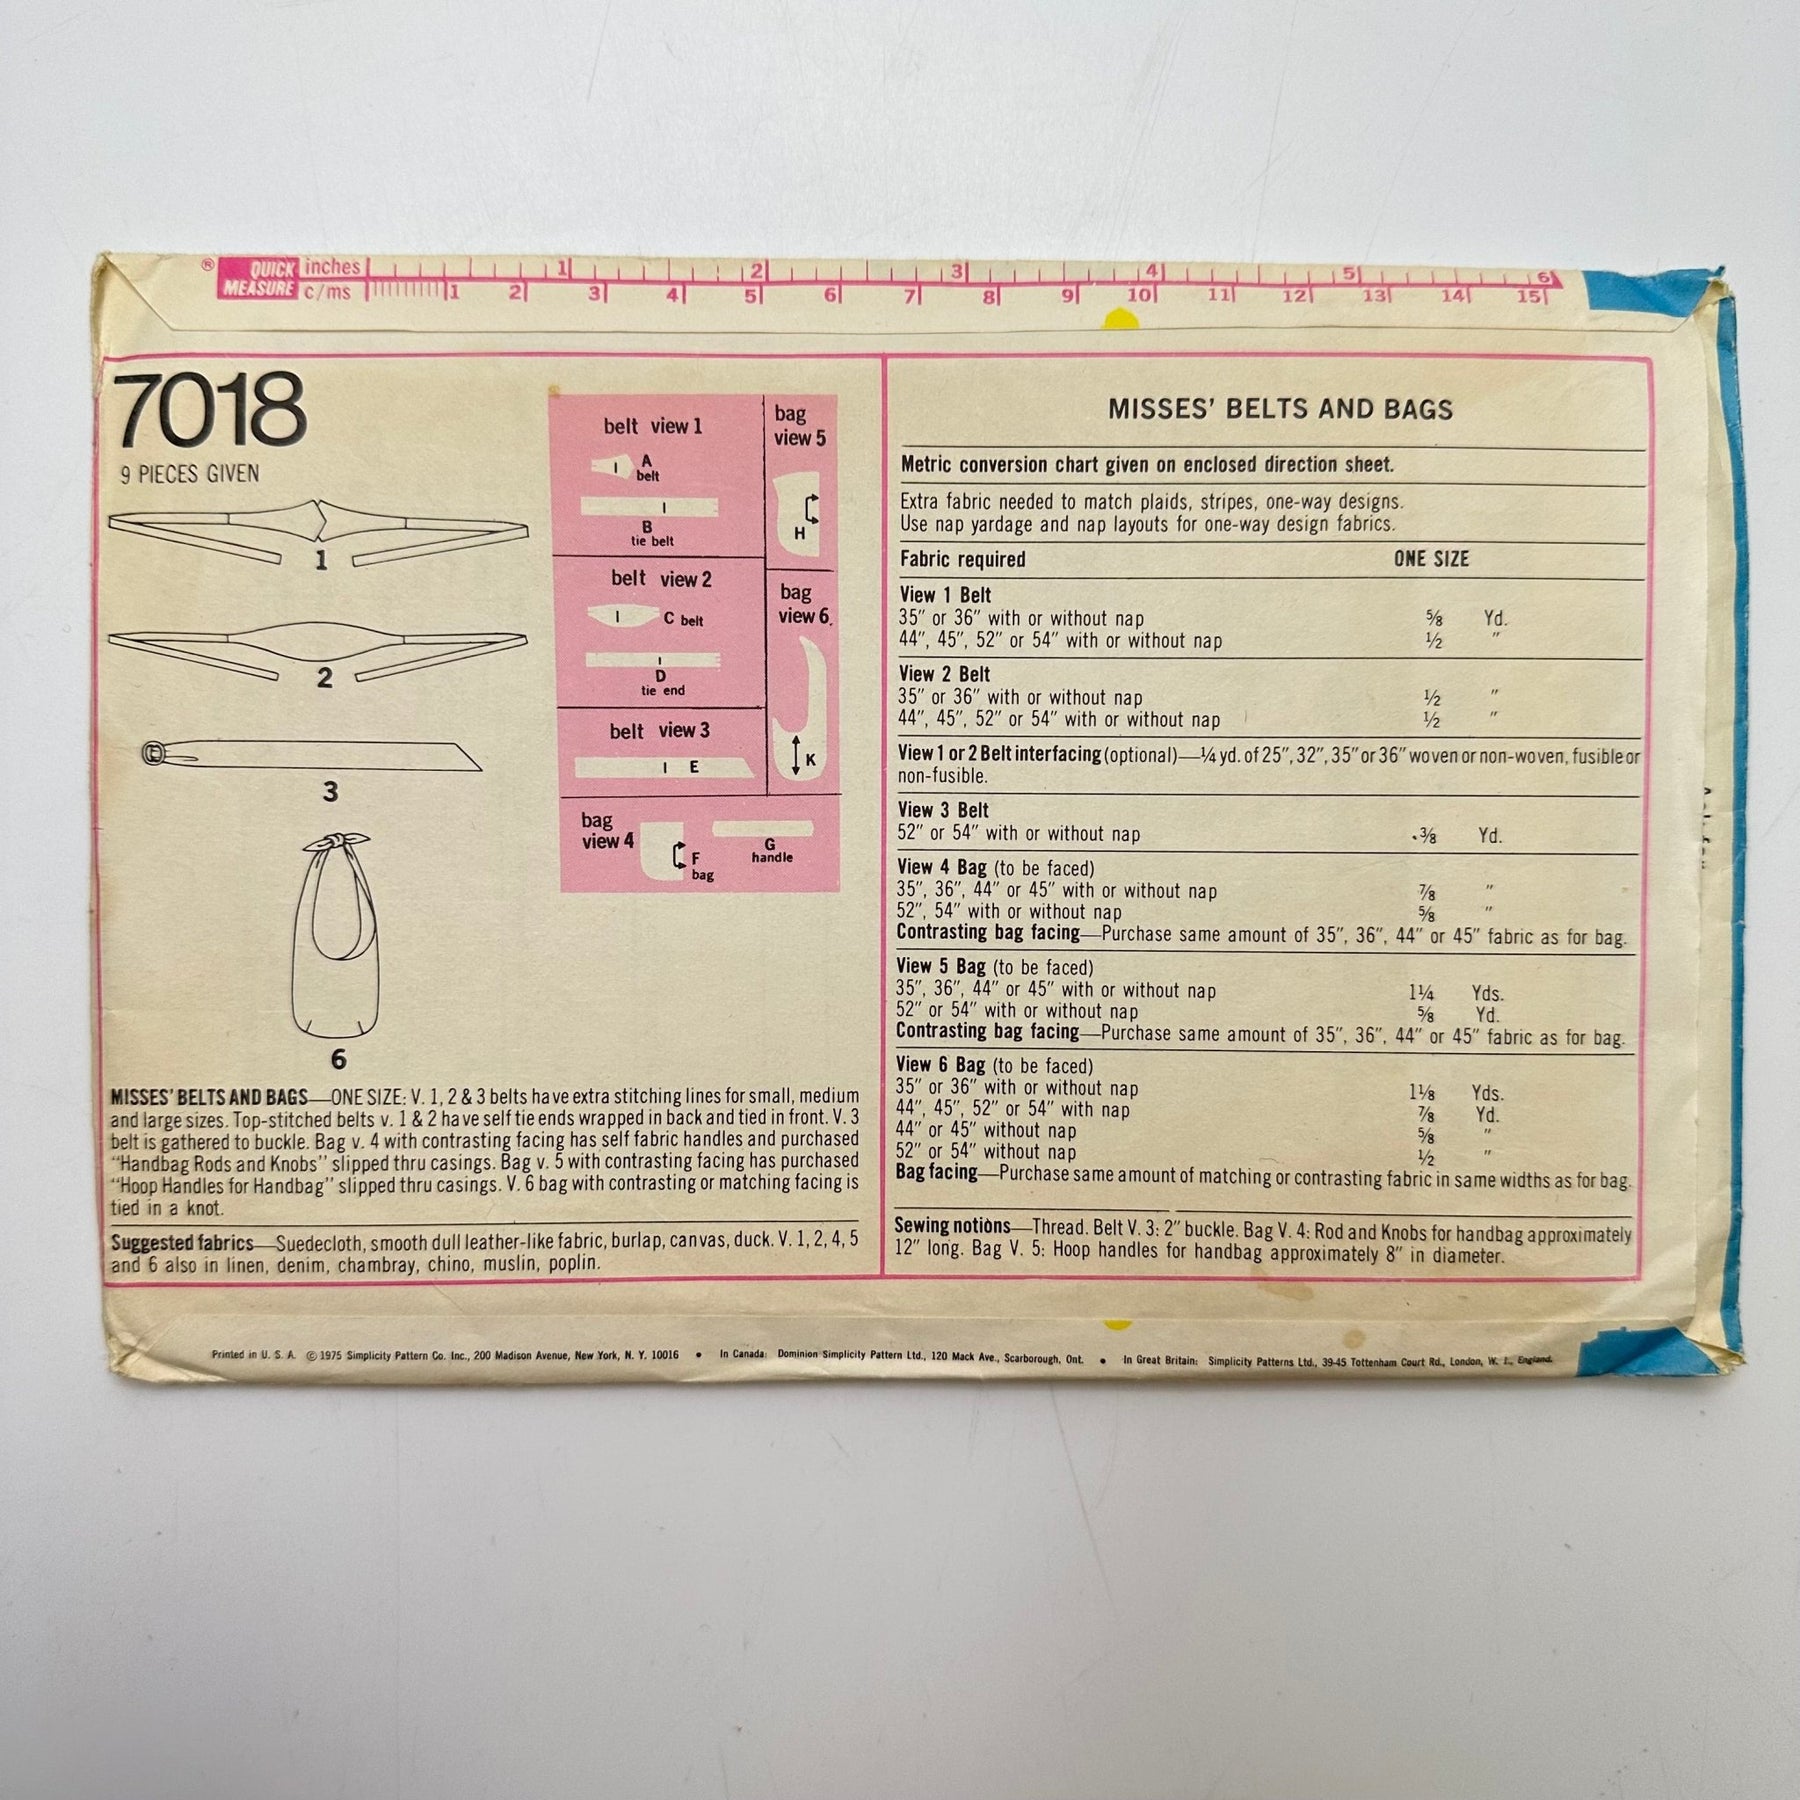 ® QUICK MEASURE inches 1 2 3 4 5 6
c/ms 1 2 3 4 5 6 7 8 9 10 11 12 13 14 15
7018
9 PIECES GIVEN
1
2
3
6
belt view 1
A
belt
B
tie belt
belt view 2
C belt
D
tie end
belt view 3
E
bag
view 4
F
bag
G
handle
bag
view 5
H
bag
view 6.
K
MISSES' BELTS AND BAGS—ONE SIZE: V. 1, 2 & 3 belts have extra stitching lines for small, medium
and large sizes. Top-stitched belts v. 1 & 2 have self tie ends wrapped in back and tied in front. V. 3
belt is gathered to buckle. Bag v. 4 with contrasting facing has self fabric handles and purchased
"Handbag Rods and Knobs" slipped thru casings. Bag v. 5 with contrasting facing has purchased
"Hoop Handles for Handbag" slipped thru casings. V. 6 bag with contrasting or matching facing is
tied in a knot.
Suggested fabrics—Suedecloth, smooth dull leather-like fabric, burlap, canvas, duck. V. 1, 2, 4, 5
and 6 also in linen, denim, chambray, chino, muslin, poplin.
MISSES' BELTS AND BAGS
Metric conversion chart given on enclosed direction sheet.
Extra fabric needed to match plaids, stripes, one-way designs.
Use nap yardage and nap layouts for one-way design fabrics.
Fabric required ONE SIZE
View 1 Belt
35" or 36" with or without nap ⅝ Yd.
44", 45", 52" or 54" with or without nap ½ "
View 2 Belt
35" or 36" with or without nap ½ "
44", 45", 52" or 54" with or without nap ½ "
View 1 or 2 Belt interfacing (optional)—¼ yd. of 25", 32", 35" or 36" woven or non-woven, fusible or
non-fusible.
View 3 Belt
52" or 54" with or without nap .⅜ Yd.
View 4 Bag (to be faced)
35", 36", 44" or 45" with or without nap ⅞ "
52", 54" with or without nap ⅝ "
Contrasting bag facing—Purchase same amount of 35", 36", 44" or 45" fabric as for bag.
View 5 Bag (to be faced)
35", 36", 44" or 45" with or without nap 1¼ Yds.
52" or 54" with or without nap ⅝ Yd.
Contrasting bag facing—Purchase same amount of 35", 36", 44" or 45" fabric as for bag.
View 6 Bag (to be faced)
35" or 36" with or without nap 1⅛ Yds.
44", 45", 52" or 54" with nap ⅞ Yd.
44" or 45" without nap ⅝ "
52" or 54" without nap ½ "
Bag facing—Purchase same amount of matching or contrasting fabric in same widths as for bag.
Sewing notions—Thread. Belt V. 3: 2" buckle. Bag V. 4: Rod and Knobs for handbag approximately
12" long. Bag V. 5: Hoop handles for handbag approximately 8" in diameter.
Printed in U. S. A. © 1975 Simplicity Pattern Co. Inc., 200 Madison Avenue, New York, N. Y. 10016 • In Canada: Dominion Simplicity Pattern Ltd., 120 Mack Ave., Scarborough, Ont. • In Great Britain: Simplicity Patterns Ltd., 39-45 Tottenham Court Rd., London, W. 1., England.